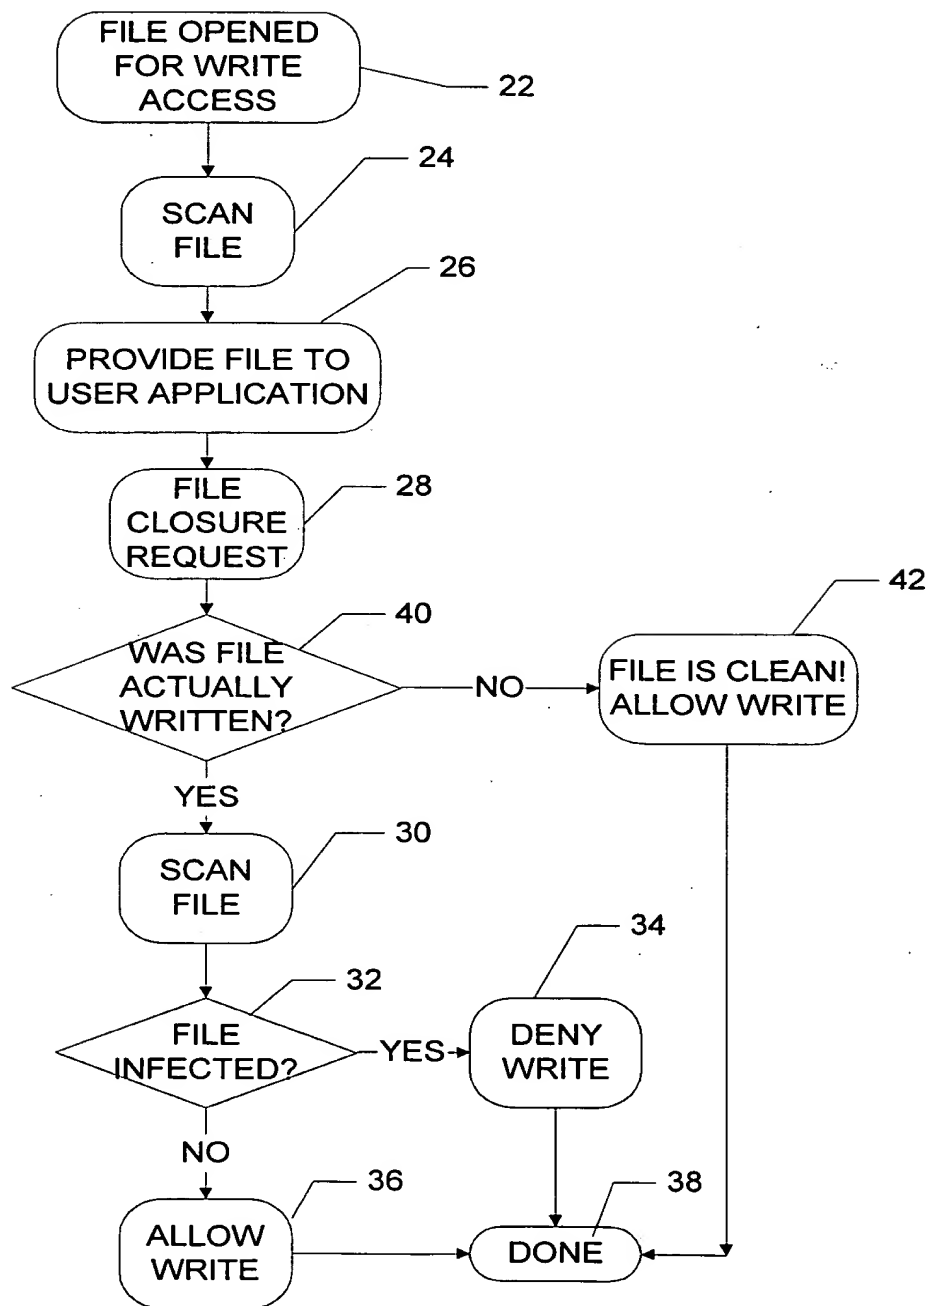 FILE OPENED
FOR WRITE
ACCESS
22
24
SCAN
FILE
26
PROVIDE FILE TO
USER APPLICATION
28
FILE
CLOSURE
REQUEST
42
40
WAS FILE
ACTUALLY
WRITTEN?
NO
FILE IS CLEAN!
ALLOW WRITE
YES
30
SCAN
FILE
34
32
FILE
INFECTED?
YES
DENY
WRITE
NO
36
38
ALLOW
WRITE
DONE